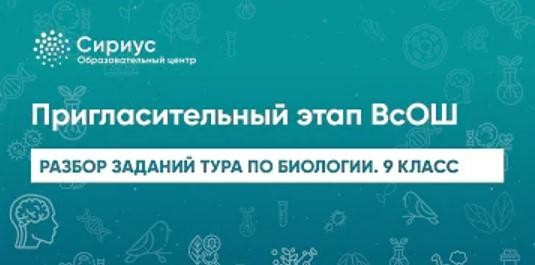 Сириус
Образовательный центр
Пригласительный этап ВсОШ
РАЗБОР ЗАДАНИЙ ТУРА ПО БИОЛОГИИ. 9 КЛАСС